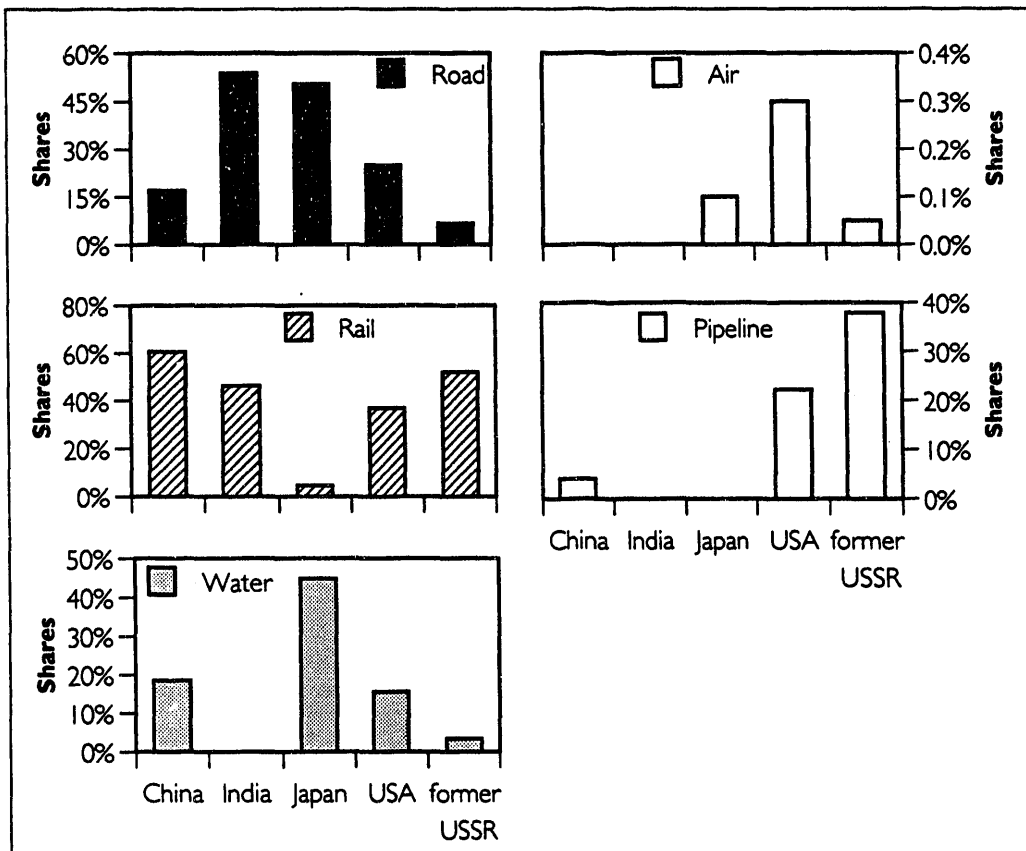 60%
45%
30%
15%
0%
Shares
Road
Air
0.4%
0.3%
0.2%
0.1%
0.0%
Shares
80%
60%
40%
20%
0%
Shares
Rail
Pipeline
40%
30%
20%
10%
0%
Shares
China India Japan USA former
USSR
50%
40%
30%
20%
10%
0%
Shares
Water
China India Japan USA former
USSR